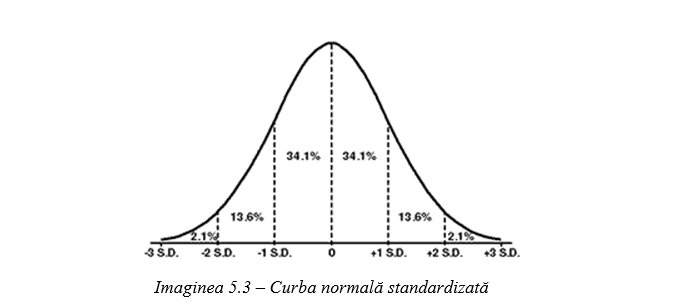 34.1% 34.1%
13.6% 13.6%
2.1% 2.1%
-3 S.D. -2 S.D. -1 S.D. 0 +1 S.D. +2 S.D. +3 S.D.
Imaginea 5.3 – Curba normală standardizată